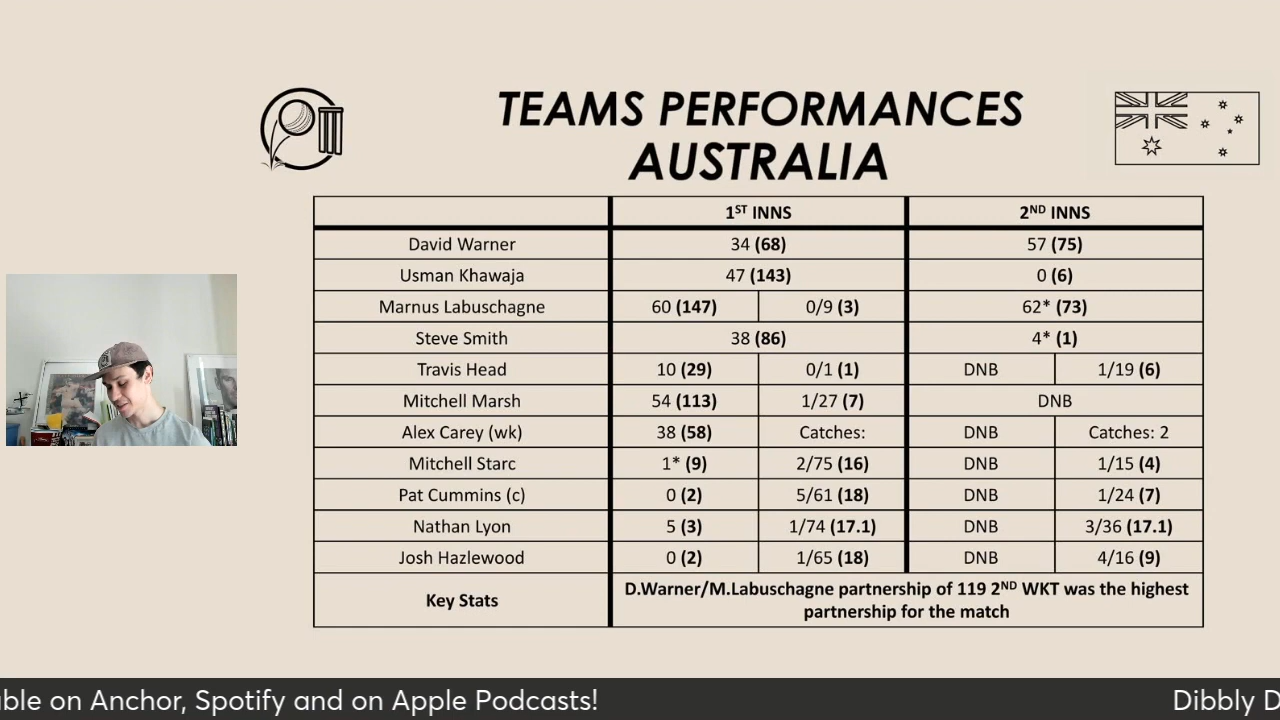 TEAMS PERFORMANCES
AUSTRALIA
1ST INNS 2ND INNS
David Warner 34 (68) 57 (75)
Usman Khawaja 47 (143) 0 (6)
Marnus Labuschagne 60 (147) 0/9 (3) 62* (73)
Steve Smith 38 (86) 4* (1)
Travis Head 10 (29) 0/1 (1) DNB 1/19 (6)
Mitchell Marsh 54 (113) 1/27 (7) DNB
Alex Carey (wk) 38 (58) Catches: DNB Catches: 2
Mitchell Starc 1* (9) 2/75 (16) DNB 1/15 (4)
Pat Cummins (c) 0 (2) 5/61 (18) DNB 1/24 (7)
Nathan Lyon 5 (3) 1/74 (17.1) DNB 3/36 (17.1)
Josh Hazlewood 0 (2) 1/65 (18) DNB 4/16 (9)
Key Stats D.Warner/M.Labuschagne partnership of 119 2ND WKT was the highest
partnership for the match
ble on Anchor, Spotify and on Apple Podcasts! Dibbly D